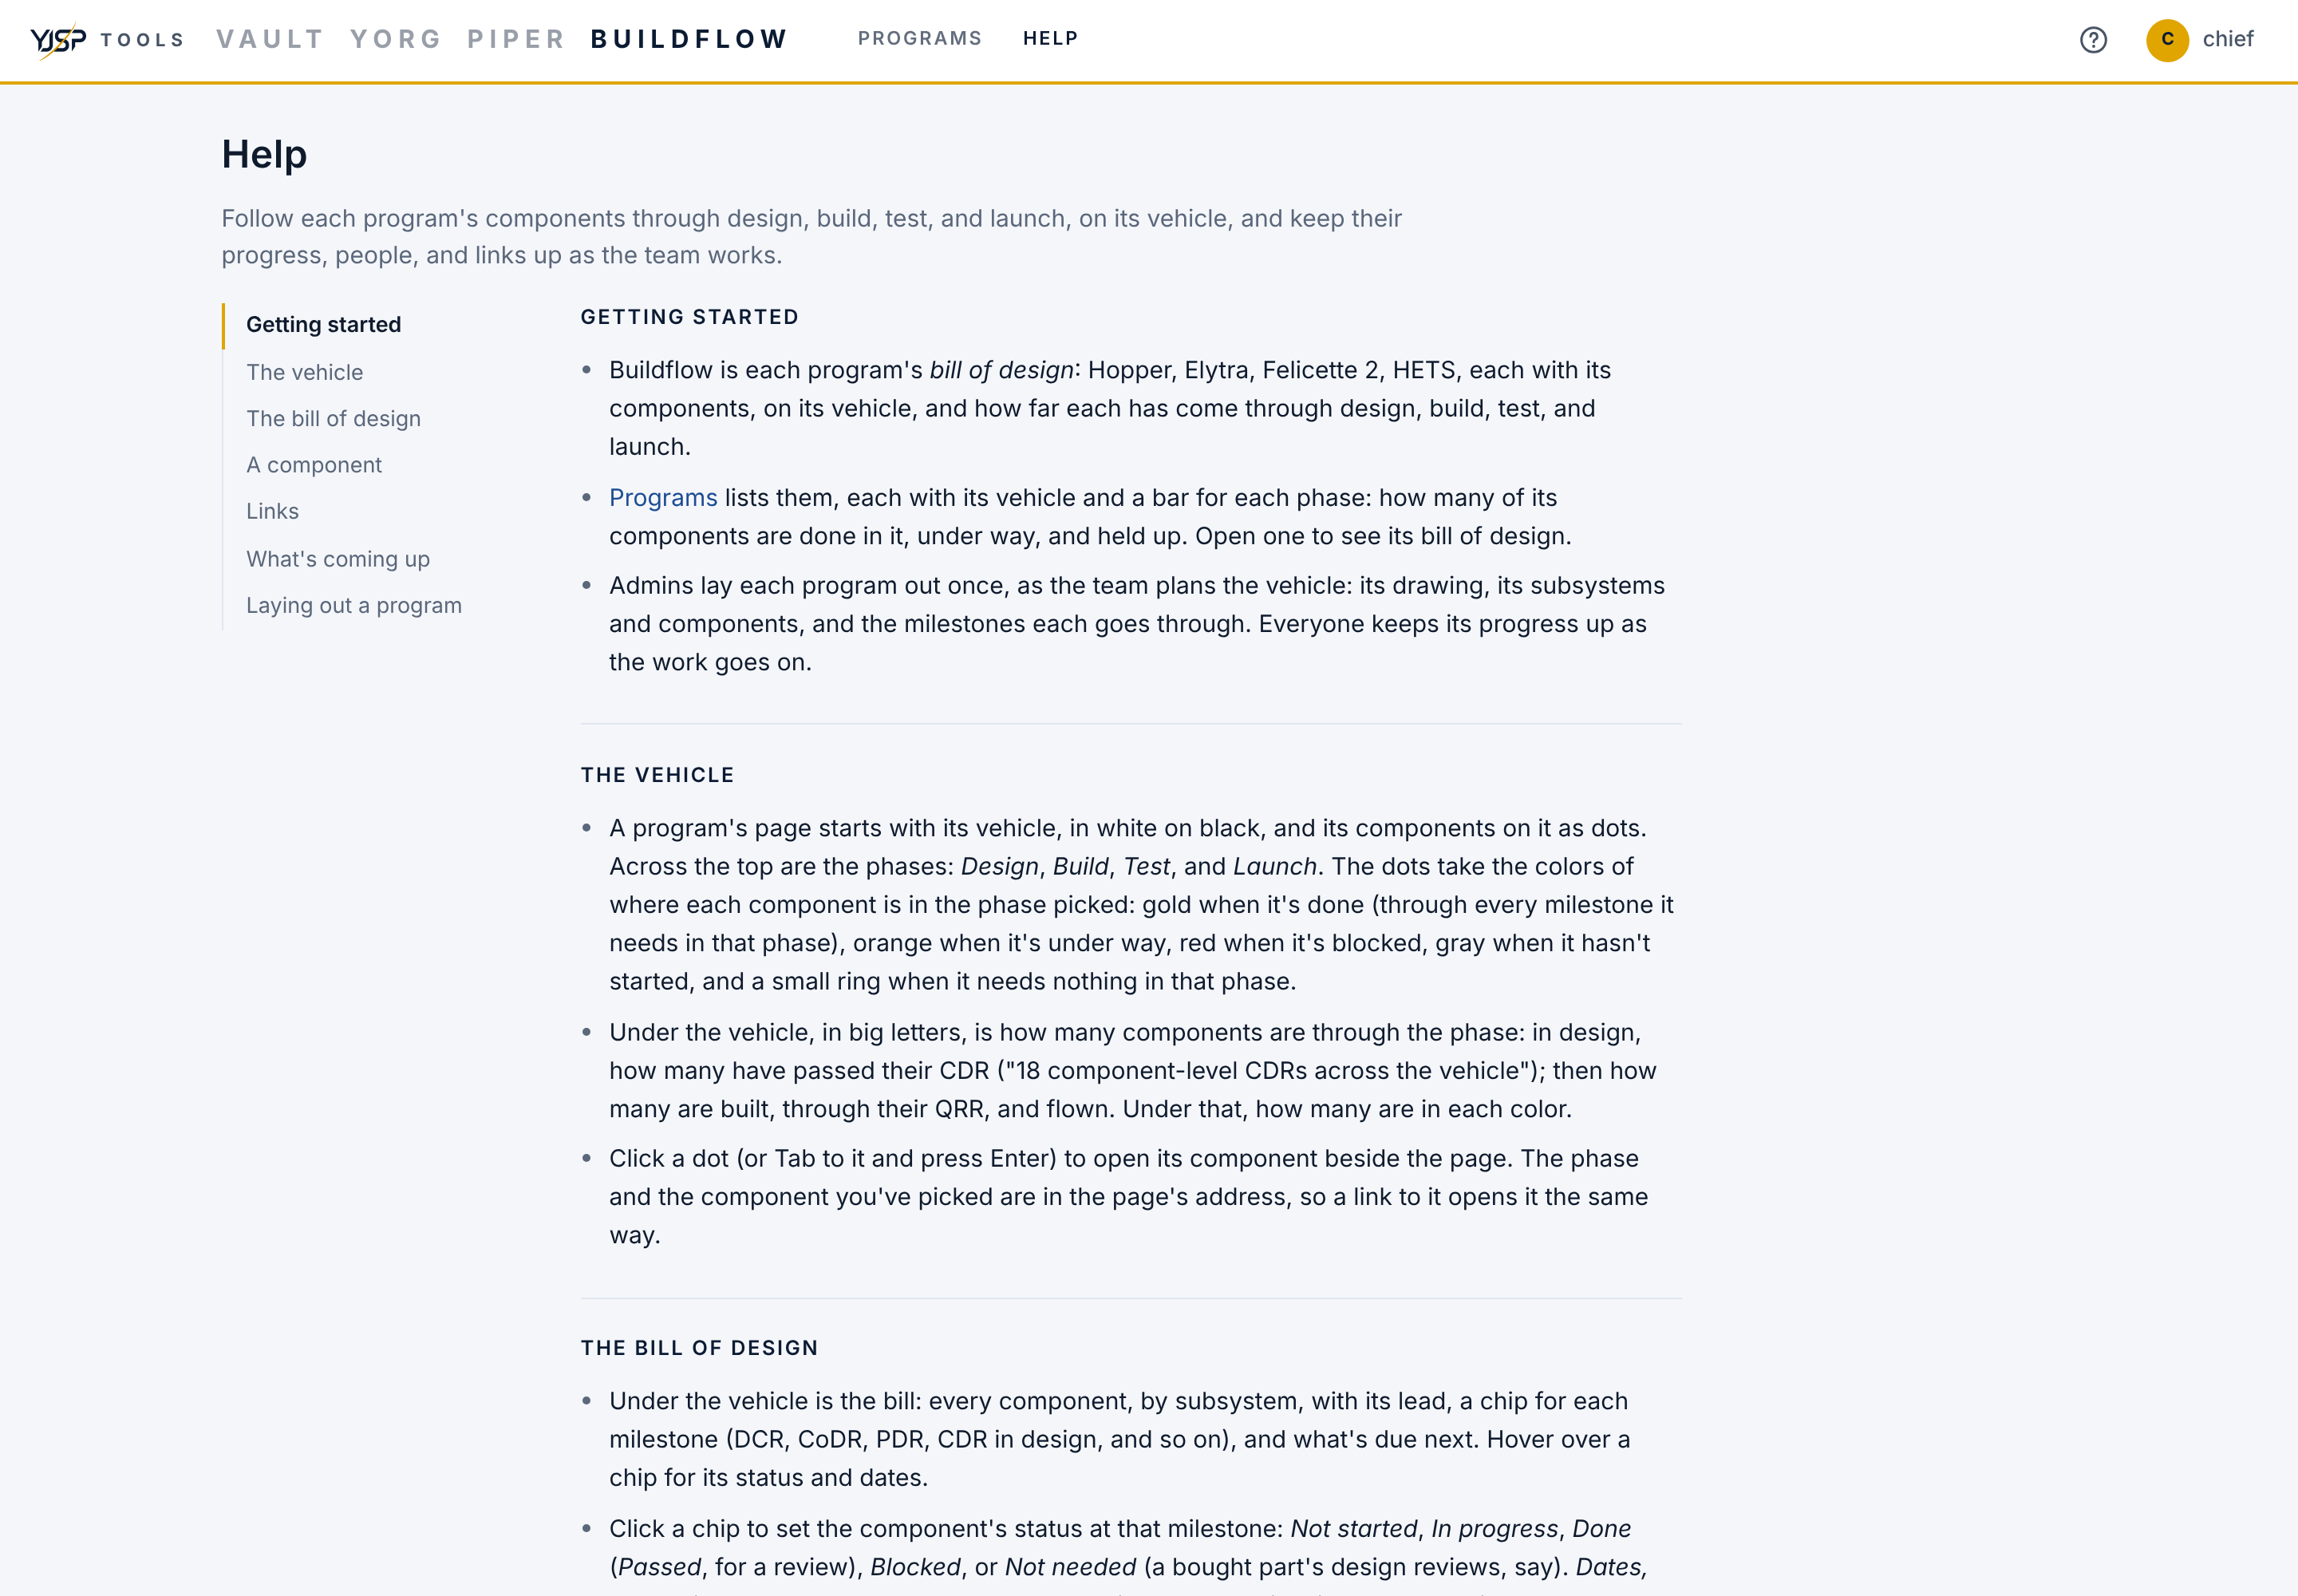 YJSP TOOLS VAULT YORG PIPER BUILDFLOW PROGRAMS HELP C chief
Help
Follow each program's components through design, build, test, and launch, on its vehicle, and keep their
progress, people, and links up as the team works.
Getting started
The vehicle
The bill of design
A component
Links
What's coming up
Laying out a program
GETTING STARTED
• Buildflow is each program's bill of design: Hopper, Elytra, Felicette 2, HETS, each with its
components, on its vehicle, and how far each has come through design, build, test, and
launch.
• Programs lists them, each with its vehicle and a bar for each phase: how many of its
components are done in it, under way, and held up. Open one to see its bill of design.
• Admins lay each program out once, as the team plans the vehicle: its drawing, its subsystems
and components, and the milestones each goes through. Everyone keeps its progress up as
the work goes on.
THE VEHICLE
• A program's page starts with its vehicle, in white on black, and its components on it as dots.
Across the top are the phases: Design, Build, Test, and Launch. The dots take the colors of
where each component is in the phase picked: gold when it's done (through every milestone it
needs in that phase), orange when it's under way, red when it's blocked, gray when it hasn't
started, and a small ring when it needs nothing in that phase.
• Under the vehicle, in big letters, is how many components are through the phase: in design,
how many have passed their CDR ("18 component-level CDRs across the vehicle"); then how
many are built, through their QRR, and flown. Under that, how many are in each color.
• Click a dot (or Tab to it and press Enter) to open its component beside the page. The phase
and the component you've picked are in the page's address, so a link to it opens it the same
way.
THE BILL OF DESIGN
• Under the vehicle is the bill: every component, by subsystem, with its lead, a chip for each
milestone (DCR, CoDR, PDR, CDR in design, and so on), and what's due next. Hover over a
chip for its status and dates.
• Click a chip to set the component's status at that milestone: Not started, In progress, Done
(Passed, for a review), Blocked, or Not needed (a bought part's design reviews, say). Dates,